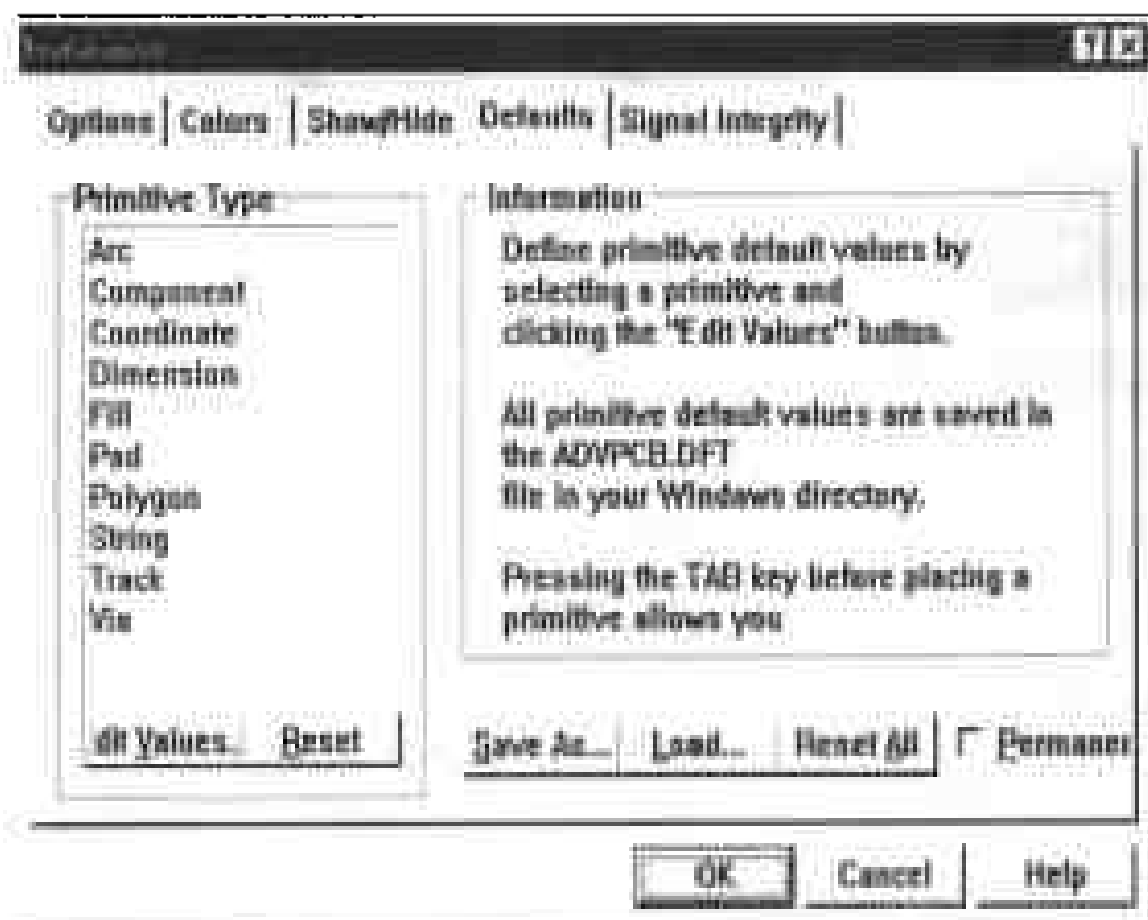 Options Colors Show/Hide Defaults Signal Integrity
Primitive Type
Arc
Component
Coordinate
Dimension
Fill
Pad
Polygon
String
Track
Via
dit Values... Reset
Information
Define primitive default values by
selecting a primitive and
clicking the "Edit Values" button.
All primitive default values are saved in
the ADVPCB.DFT
file in your Windows directory.
Pressing the TAB key before placing a
primitive allows you
Save As... Load... Reset All Permanen
OK Cancel Help